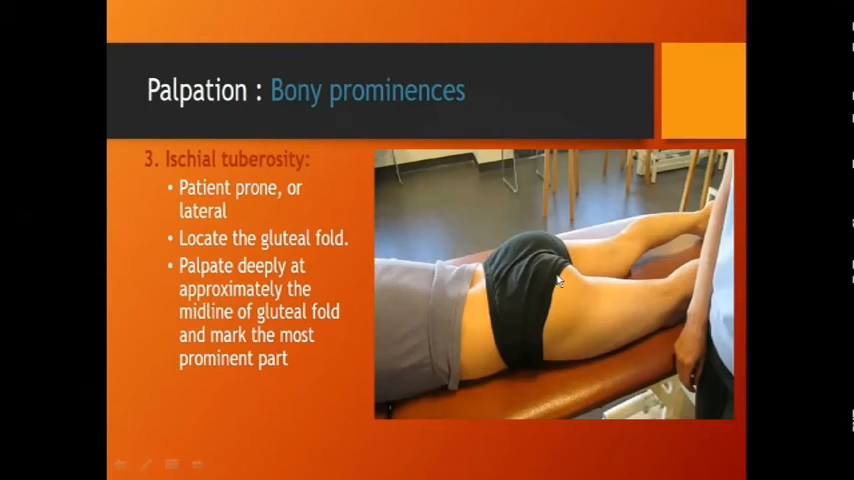 Palpation : Bony prominences
3. Ischial tuberosity:
• Patient prone, or
lateral
• Locate the gluteal fold.
• Palpate deeply at
approximately the
midline of gluteal fold
and mark the most
prominent part